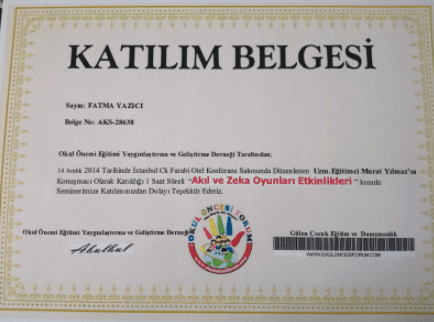 KATILIM BELGESİ
Sayın: FATMA YAZICI
Belge No: AKS-28638
Okul Öncesi Eğitimi Yaygınlaştırma ve Geliştirme Derneği Tarafından:
14 Aralık 2014 Tarihinde İstanbul Ck Farabi Otel Konferans Salonunda Düzenlenen Uzm. Eğitimci Murat Yılmaz'ın
Konuşmacı Olarak Katıldığı 1 Saat Süreli "Akıl ve Zeka Oyunları Etkinlikleri" konulu
Seminerimize Katılımınızdan Dolayı Teşekkür Ederiz.
OKUL ÖNCESİ FORUM
Okul Öncesi Eğitimi Yaygınlaştırma ve Geliştirme Derneği
Gülen Çocuk Eğitim ve Danışmanlık
WWW.OKULONCESIFORUM.COM